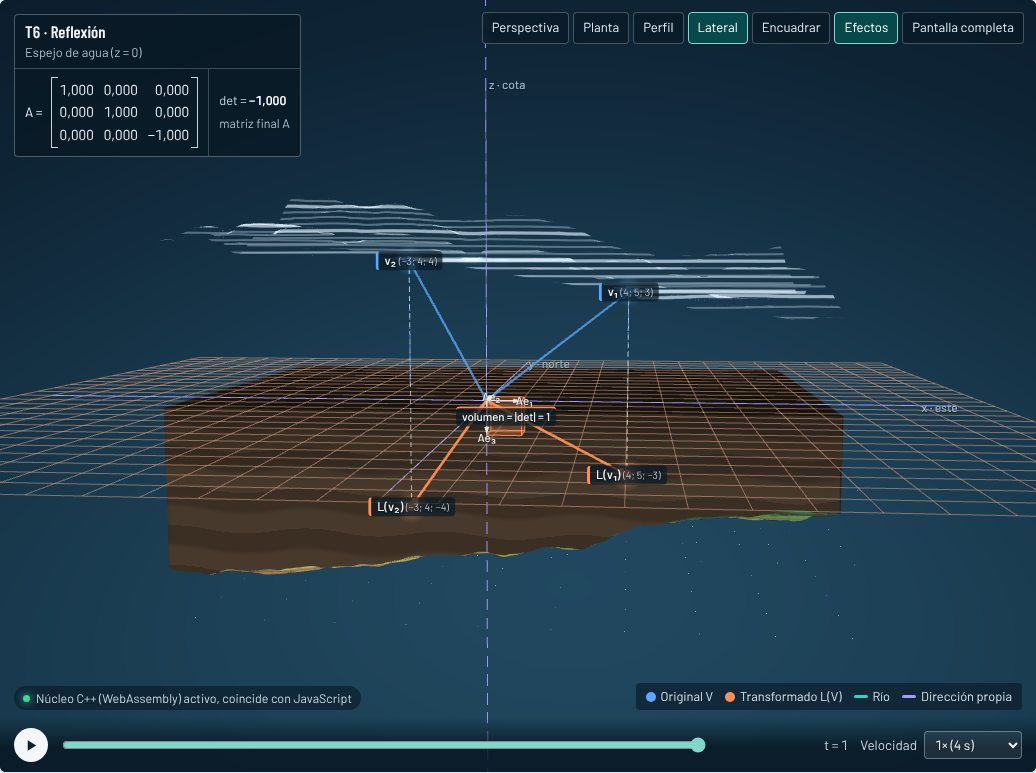 T6 · Reflexión
Espejo de agua (z = 0)
A =
1,000 0,000 0,000
0,000 1,000 0,000
0,000 0,000 −1,000
det = −1,000
matriz final A
Perspectiva
Planta
Perfil
Lateral
Encuadrar
Efectos
Pantalla completa
z · cota
v₂ (−3; 4; 4)
v₁ (4; 5; 3)
y · norte
x · este
Ae₂
Ae₁
volumen = |det| = 1
Ae₃
L(v₁) (4; 5; −3)
L(v₂) (−3; 4; −4)
Núcleo C++ (WebAssembly) activo, coincide con JavaScript
Original V
Transformado L(V)
Río
Dirección propia
t = 1
Velocidad
1× (4 s)